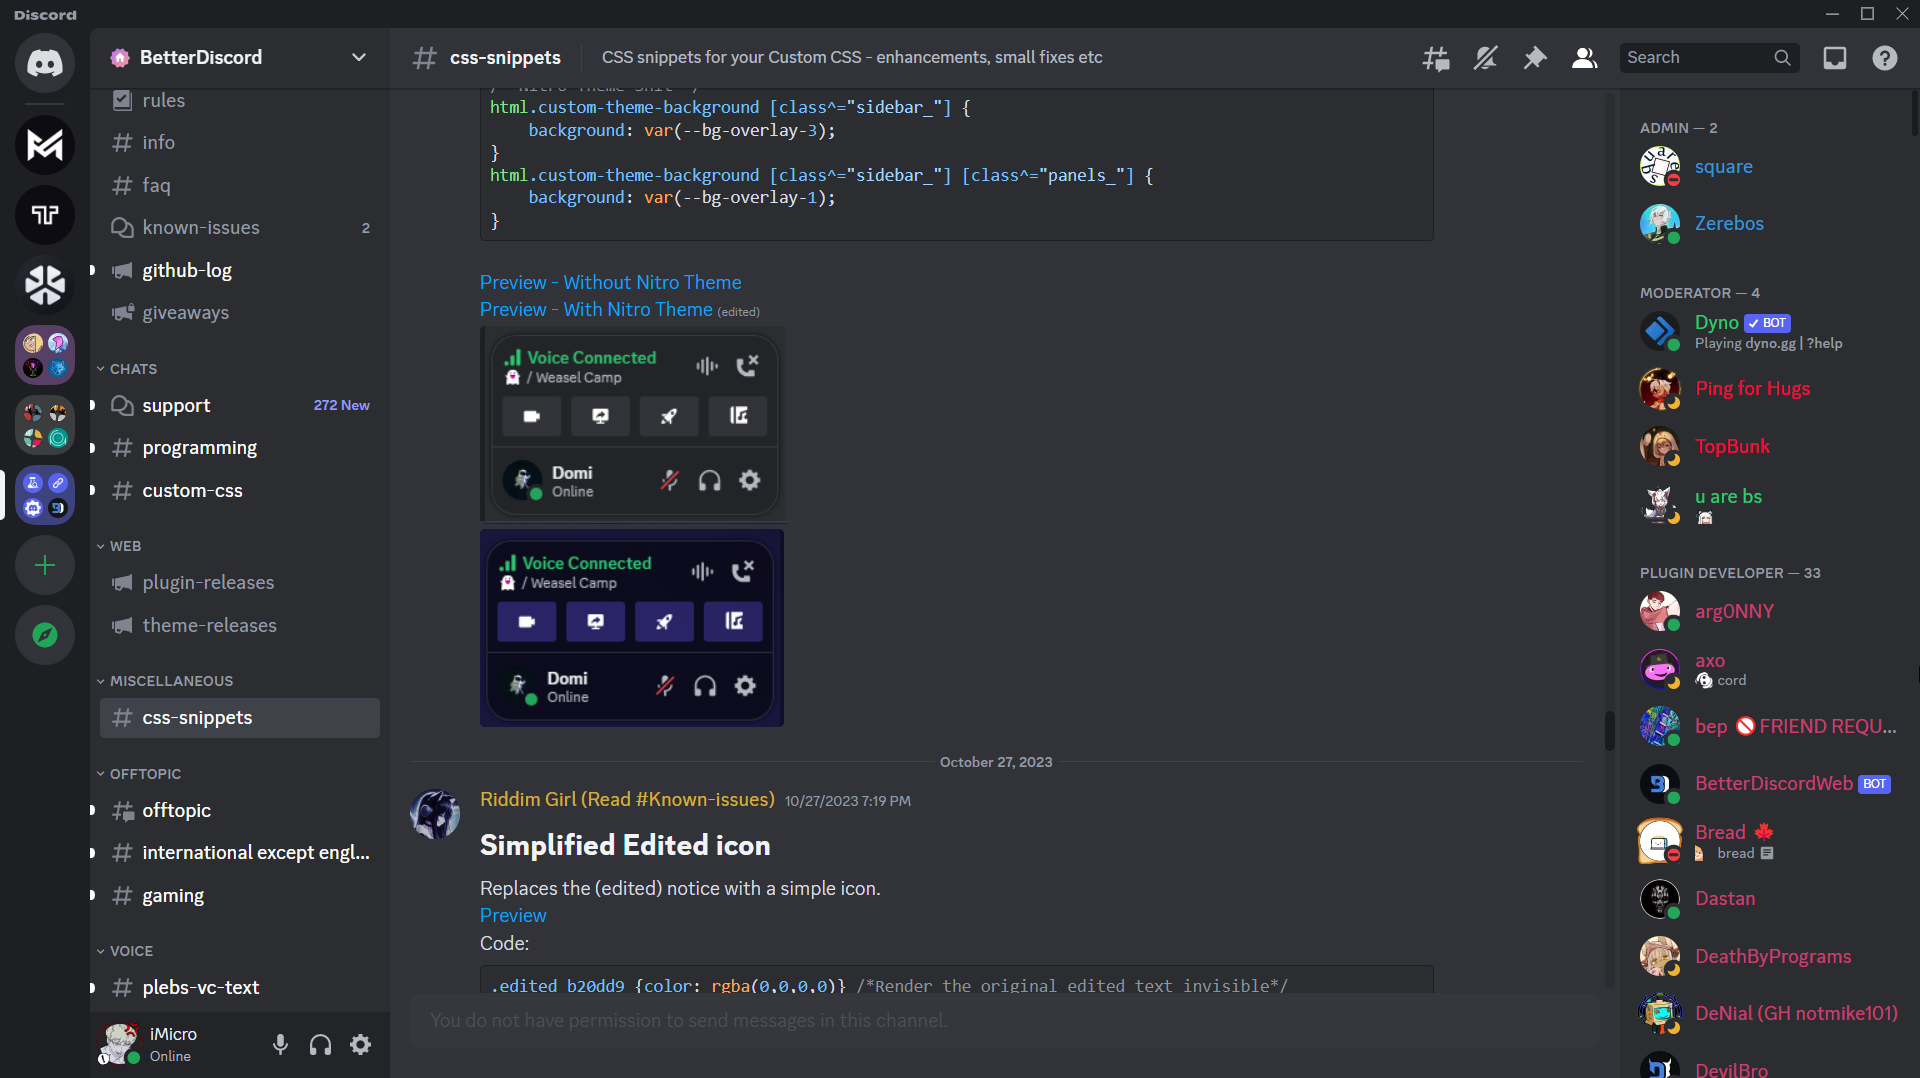 Discord
BetterDiscord
rules
info
faq
known-issues
2
github-log
giveaways
CHATS
support
272 New
programming
custom-css
WEB
plugin-releases
theme-releases
MISCELLANEOUS
css-snippets
OFFTOPIC
offtopic
international except engl...
gaming
VOICE
plebs-vc-text
iMicro
Online
css-snippets
CSS snippets for your Custom CSS - enhancements, small fixes etc
Search
html.custom-theme-background [class^="sidebar_"] {
background: var(--bg-overlay-3);
}
html.custom-theme-background [class^="sidebar_"] [class^="panels_"] {
background: var(--bg-overlay-1);
}
Preview - Without Nitro Theme
Preview - With Nitro Theme (edited)
Voice Connected
/ Weasel Camp
Domi
Online
Voice Connected
/ Weasel Camp
Domi
Online
October 27, 2023
Riddim Girl (Read #Known-issues) 10/27/2023 7:19 PM
Simplified Edited icon
Replaces the (edited) notice with a simple icon.
Preview
Code:
.edited_b20dd9 {color: rgba(0,0,0,0)} /*Render the original edited text invisible*/
You do not have permission to send messages in this channel.
ADMIN — 2
square
Zerebos
MODERATOR — 4
Dyno BOT
Playing dyno.gg | ?help
Ping for Hugs
TopBunk
u are bs
PLUGIN DEVELOPER — 33
arg0NNY
axo
cord
bep 🚫 FRIEND REQU...
BetterDiscordWeb BOT
Bread 🍁
bread
Dastan
DeathByPrograms
DeNial (GH notmike101)
DevilBro